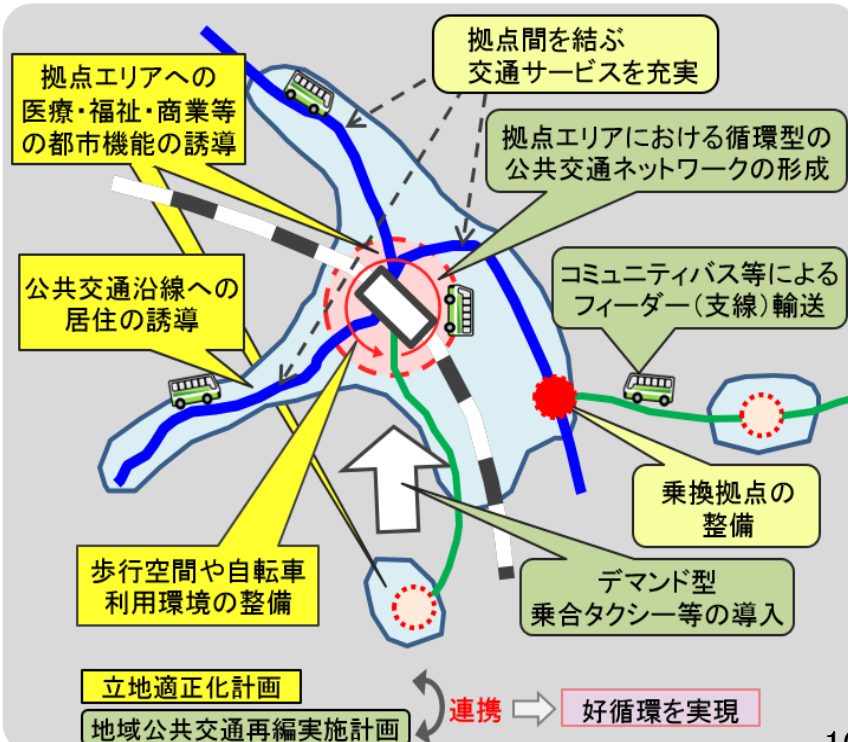 拠点エリアへの
医療・福祉・商業等
の都市機能の誘導
拠点間を結ぶ
交通サービスを充実
拠点エリアにおける循環型の
公共交通ネットワークの形成
公共交通沿線への
居住の誘導
コミュニティバス等による
フィーダー（支線）輸送
乗換拠点の
整備
歩行空間や自転車
利用環境の整備
デマンド型
乗合タクシー等の導入
立地適正化計画
地域公共交通再編実施計画
連携
好循環を実現